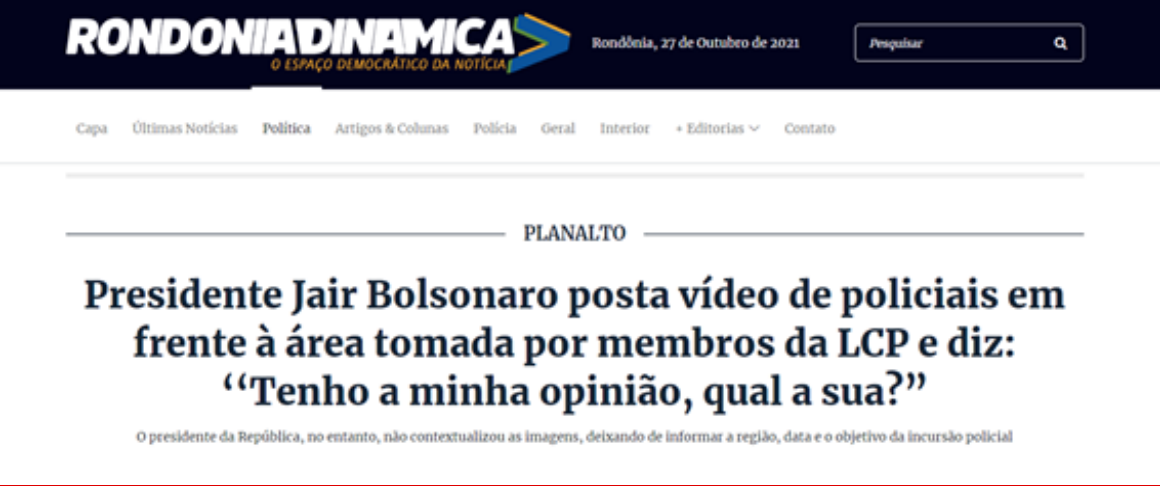 RONDONIADINAMICA
O ESPAÇO DEMOCRÁTICO DA NOTÍCIA
Rondônia, 27 de Outubro de 2021
Pesquisar
Capa Últimas Notícias Política Artigos & Colunas Polícia Geral Interior + Editorias Contato
PLANALTO
Presidente Jair Bolsonaro posta vídeo de policiais em
frente à área tomada por membros da LCP e diz:
‘‘Tenho a minha opinião, qual a sua?”
O presidente da República, no entanto, não contextualizou as imagens, deixando de informar a região, data e o objetivo da incursão policial